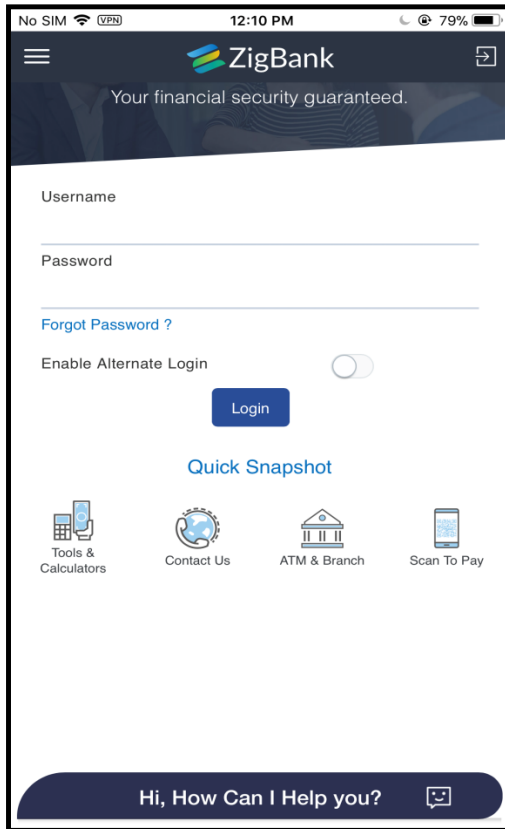 No SIM VPN 12:10 PM 79%
ZigBank
Your financial security guaranteed.
Username
Password
Forgot Password ?
Enable Alternate Login
Login
Quick Snapshot
Tools &
Calculators
Contact Us
ATM & Branch
Scan To Pay
Hi, How Can I Help you?